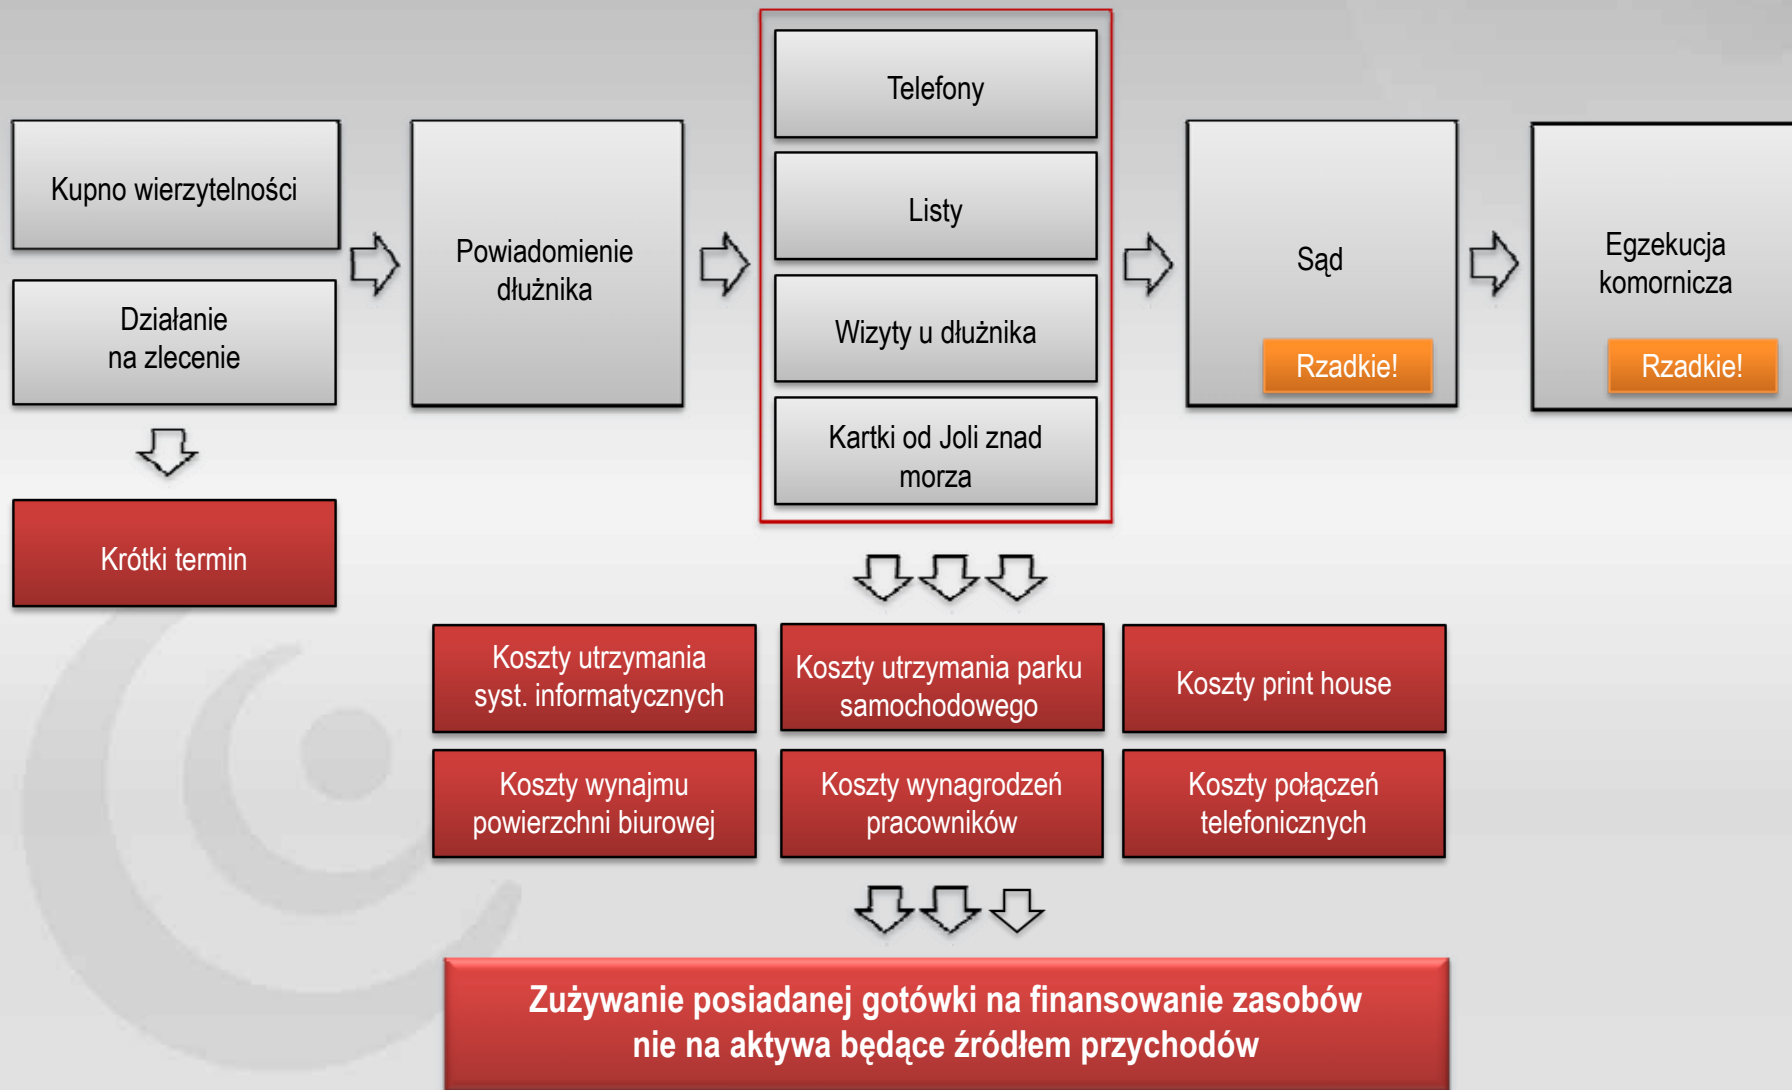 Kupno wierzytelności
Działanie
na zlecenie
Krótki termin
Powiadomienie
dłużnika
Telefony
Listy
Wizyty u dłużnika
Kartki od Joli znad
morza
Sąd
Rzadkie!
Egzekucja
komornicza
Rzadkie!
Koszty utrzymania
syst. informatycznych
Koszty utrzymania parku
samochodowego
Koszty print house
Koszty wynajmu
powierzchni biurowej
Koszty wynagrodzeń
pracowników
Koszty połączeń
telefonicznych
Zużywanie posiadanej gotówki na finansowanie zasobów
nie na aktywa będące źródłem przychodów